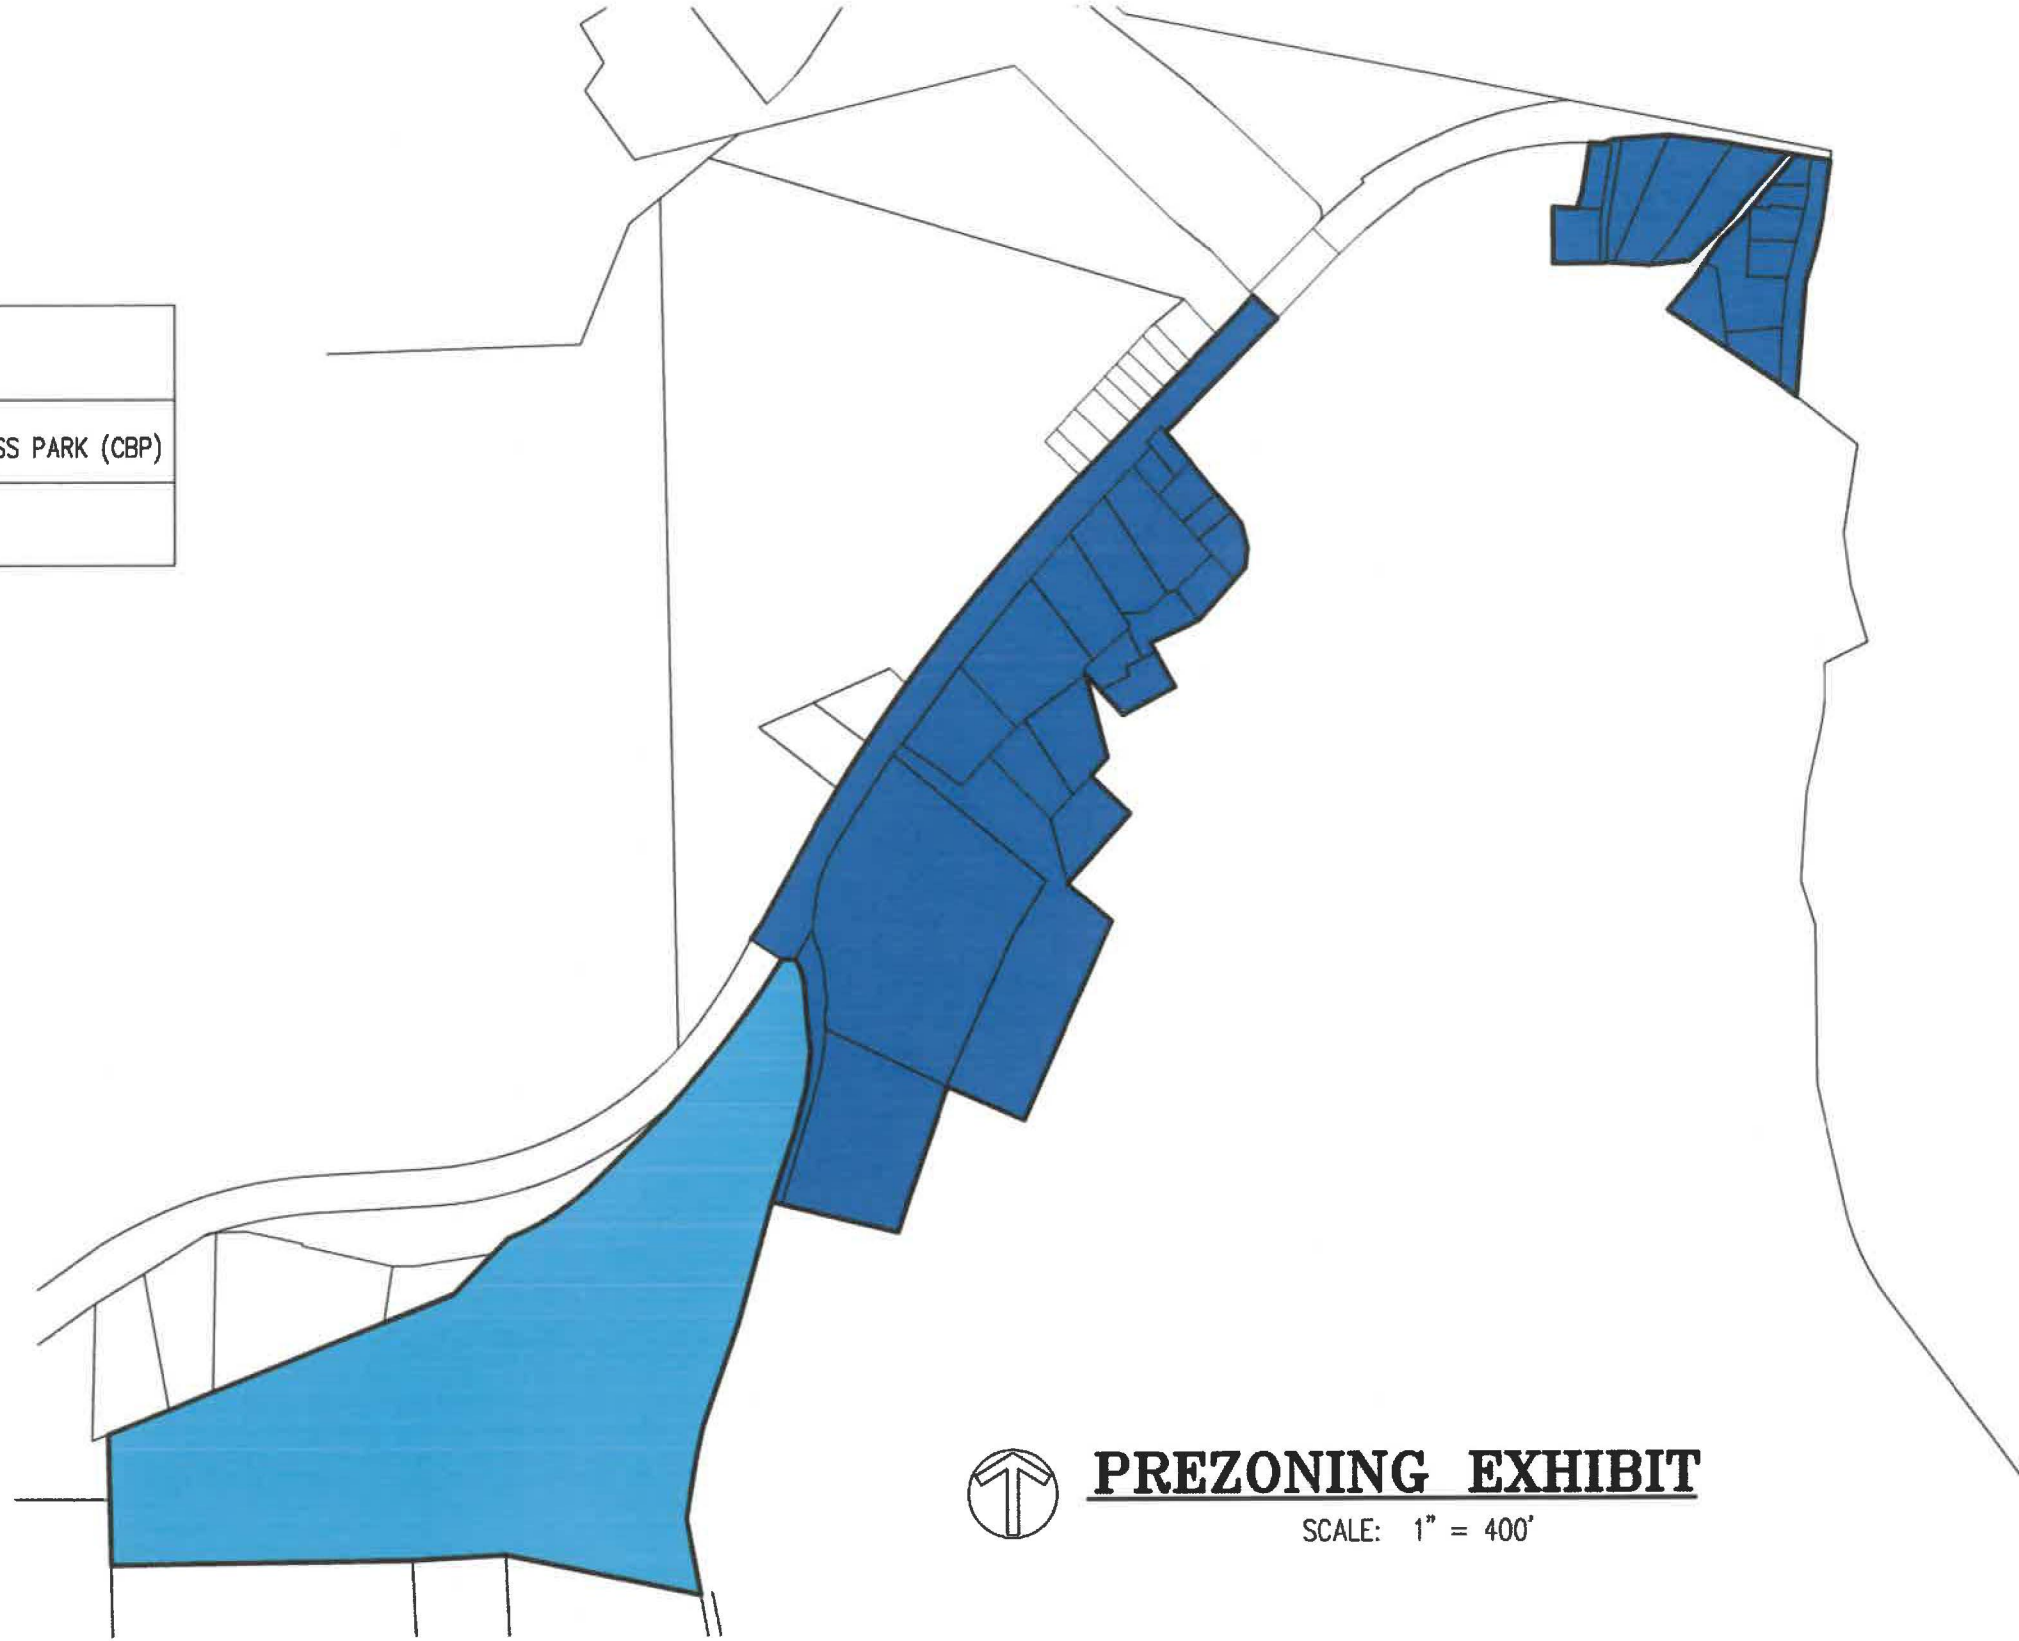 SS PARK (CBP)
PREZONING EXHIBIT
SCALE: 1" = 400'